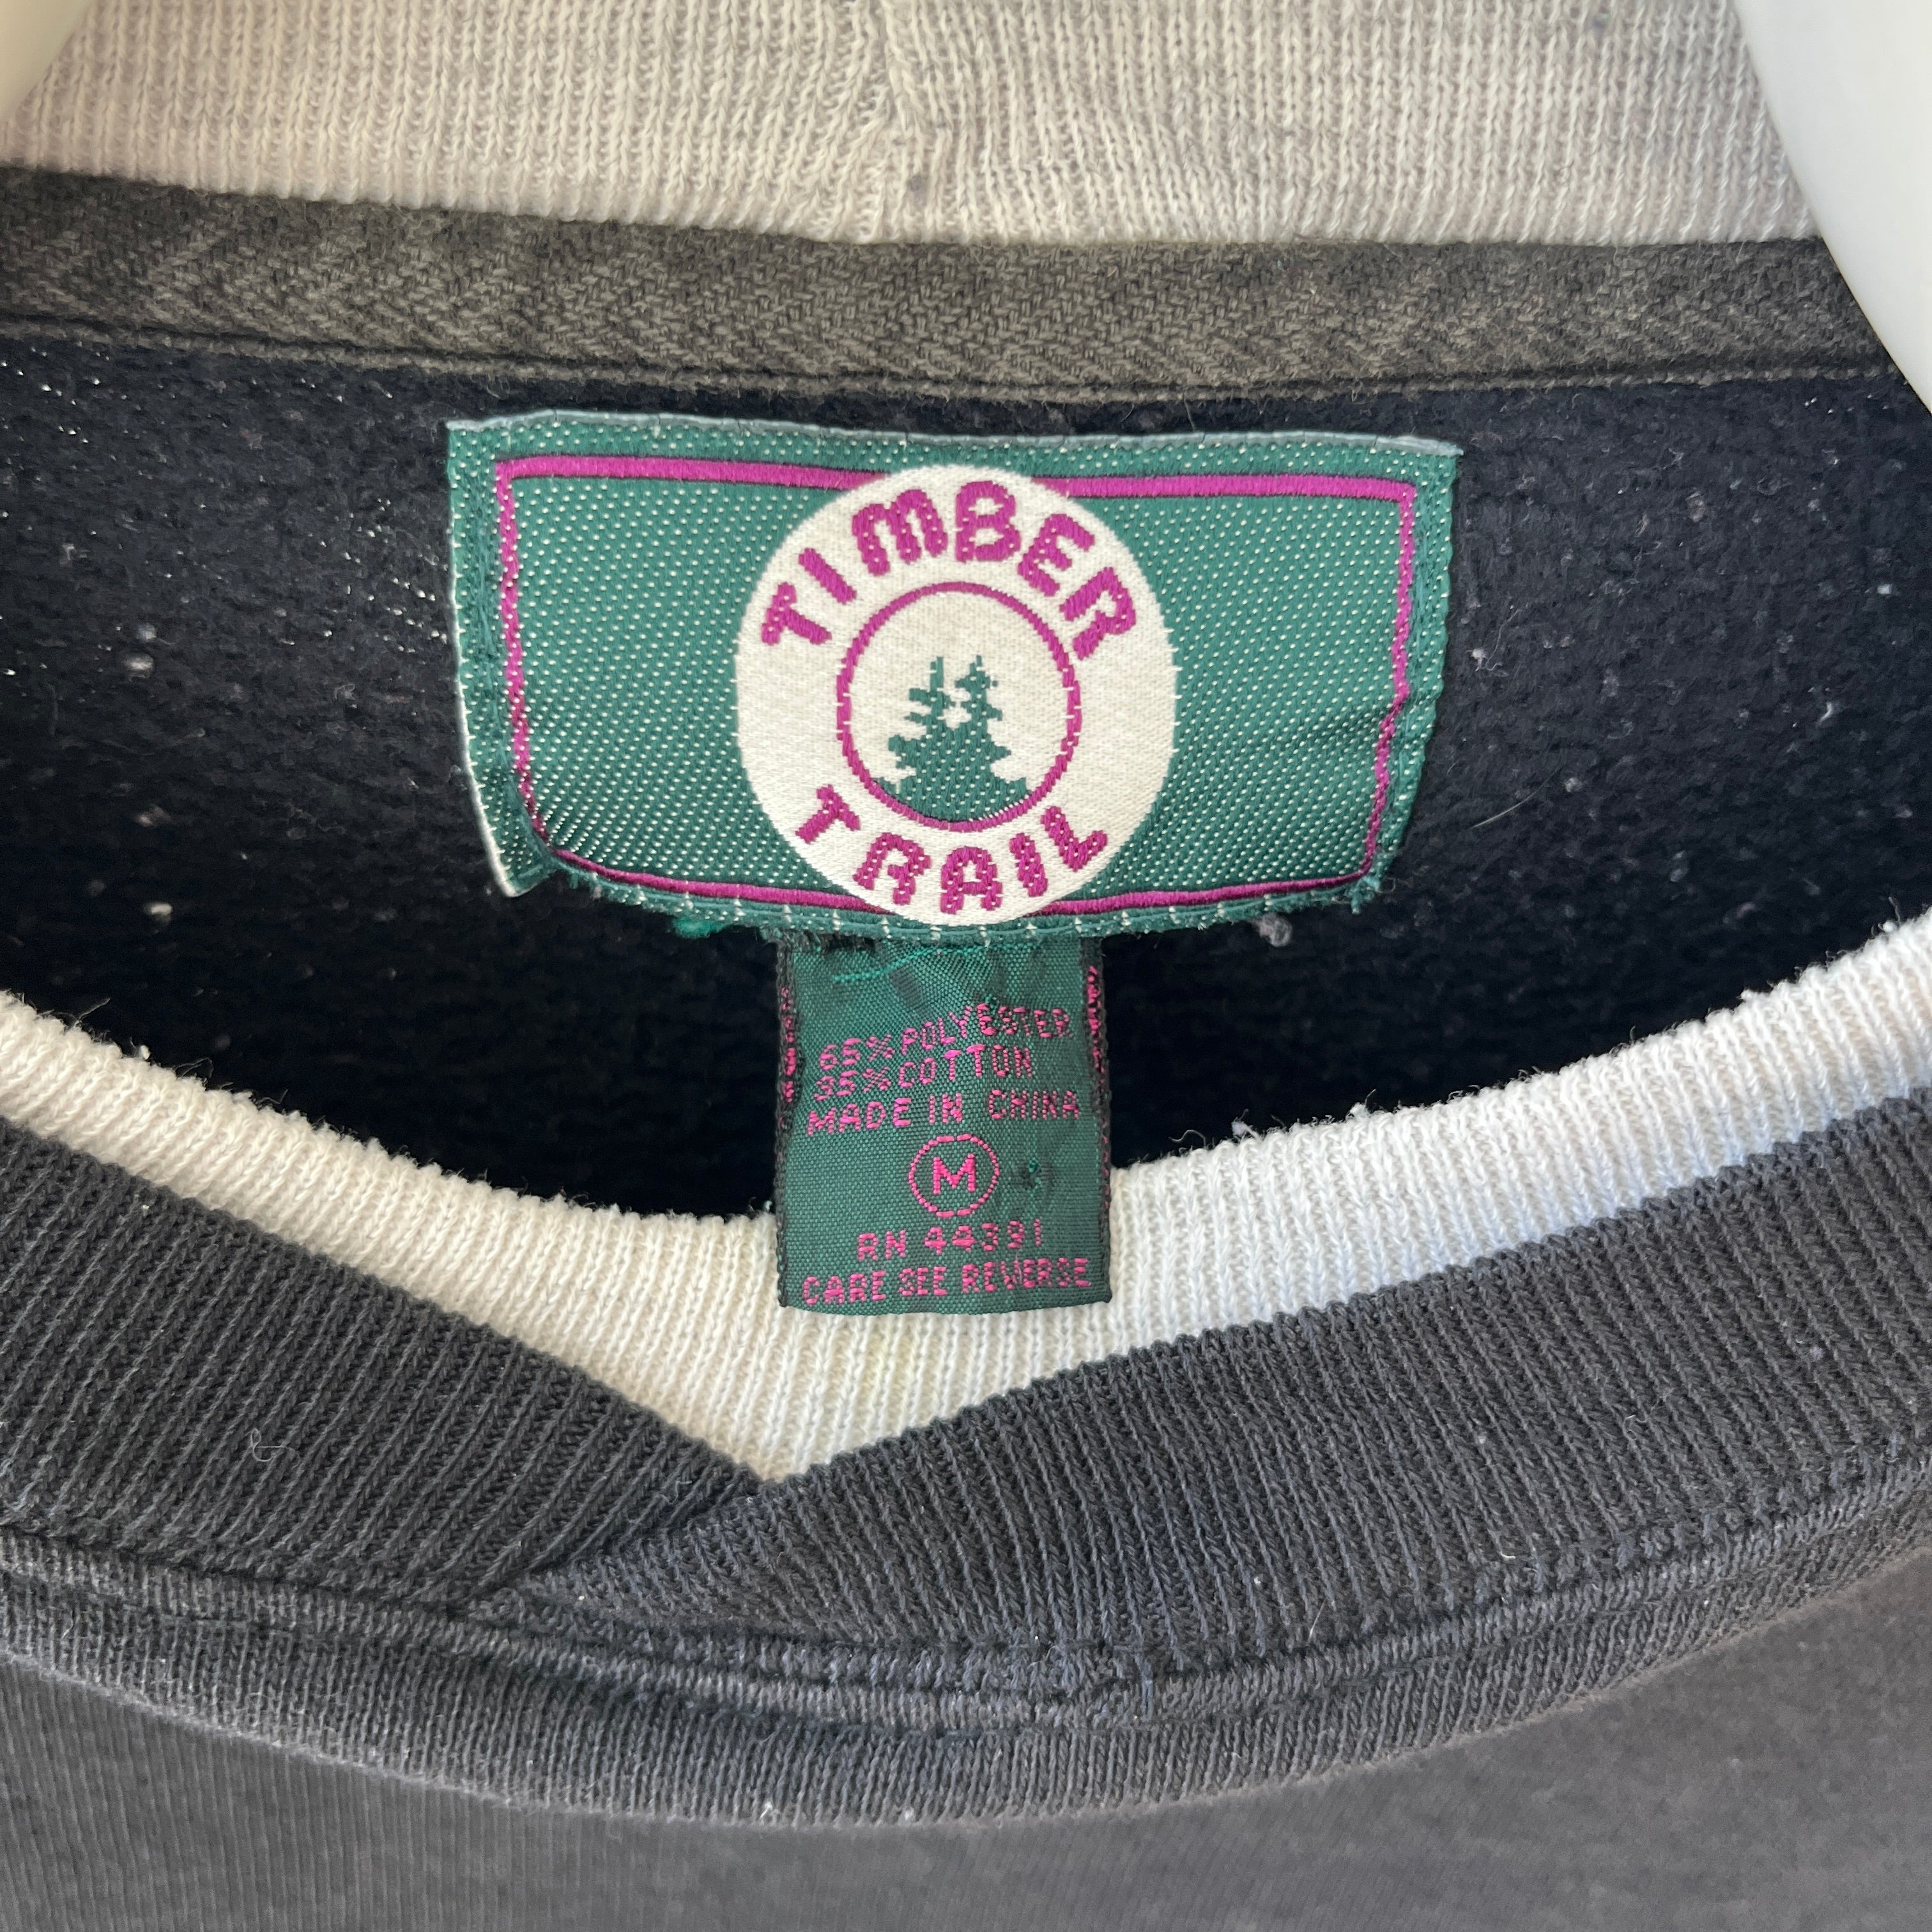 TIMBER
TRAIL
65% POLYESTER
35% COTTON
MADE IN CHINA
M
RN 44391
CARE SEE REVERSE